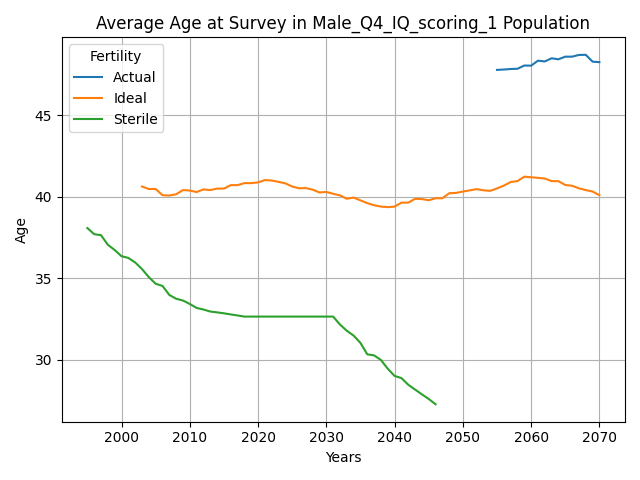 Average Age at Survey in Male_Q4_IQ_scoring_1 Population
Fertility
Actual
Ideal
Sterile
Age
45
40
35
30
2000 2010 2020 2030 2040 2050 2060 2070
Years